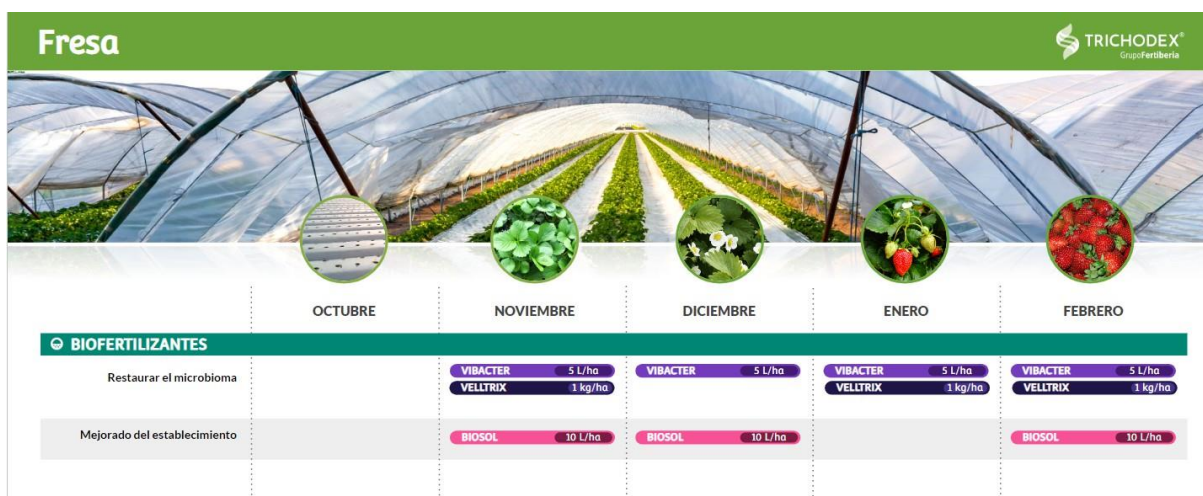 Fresa
TRICHODEX®
GrupoFertiberia
OCTUBRE NOVIEMBRE DICIEMBRE ENERO FEBRERO
BIOFERTILIZANTES
Restaurar el microbioma
VIBACTER 5 L/ha VIBACTER 5 L/ha VIBACTER 5 L/ha VIBACTER 5 L/ha
VELLTRIX 1 kg/ha VELLTRIX 1 kg/ha VELLTRIX 1 kg/ha
Mejorado del establecimiento
BIOSOL 10 L/ha BIOSOL 10 L/ha BIOSOL 10 L/ha